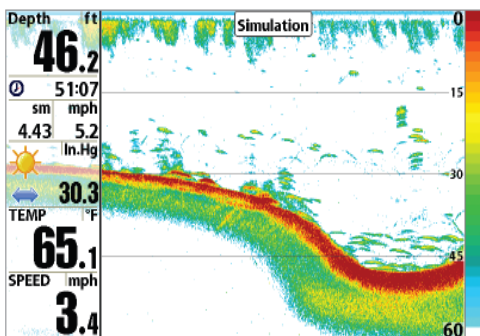 Depth ft
46.2
51:07
sm mph
4.43 5.2
In.Hg
30.3
TEMP °F
65.1
SPEED mph
3.4
Simulation
0
15
30
45
60